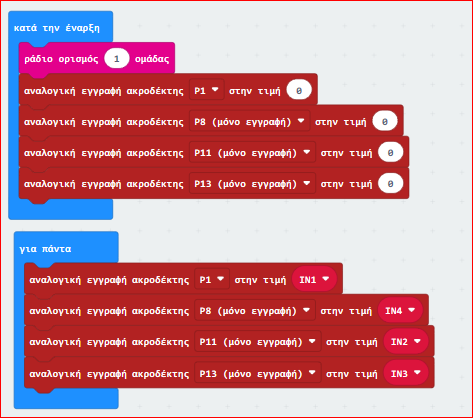 κατά την έναρξη
ράδιο ορισμός 1 ομάδας
αναλογική εγγραφή ακροδέκτης P1 στην τιμή 0
αναλογική εγγραφή ακροδέκτης P8 (μόνο εγγραφή) στην τιμή 0
αναλογική εγγραφή ακροδέκτης P11 (μόνο εγγραφή) στην τιμή 0
αναλογική εγγραφή ακροδέκτης P13 (μόνο εγγραφή) στην τιμή 0
για πάντα
αναλογική εγγραφή ακροδέκτης P1 στην τιμή IN1
αναλογική εγγραφή ακροδέκτης P8 (μόνο εγγραφή) στην τιμή IN4
αναλογική εγγραφή ακροδέκτης P11 (μόνο εγγραφή) στην τιμή IN2
αναλογική εγγραφή ακροδέκτης P13 (μόνο εγγραφή) στην τιμή IN3